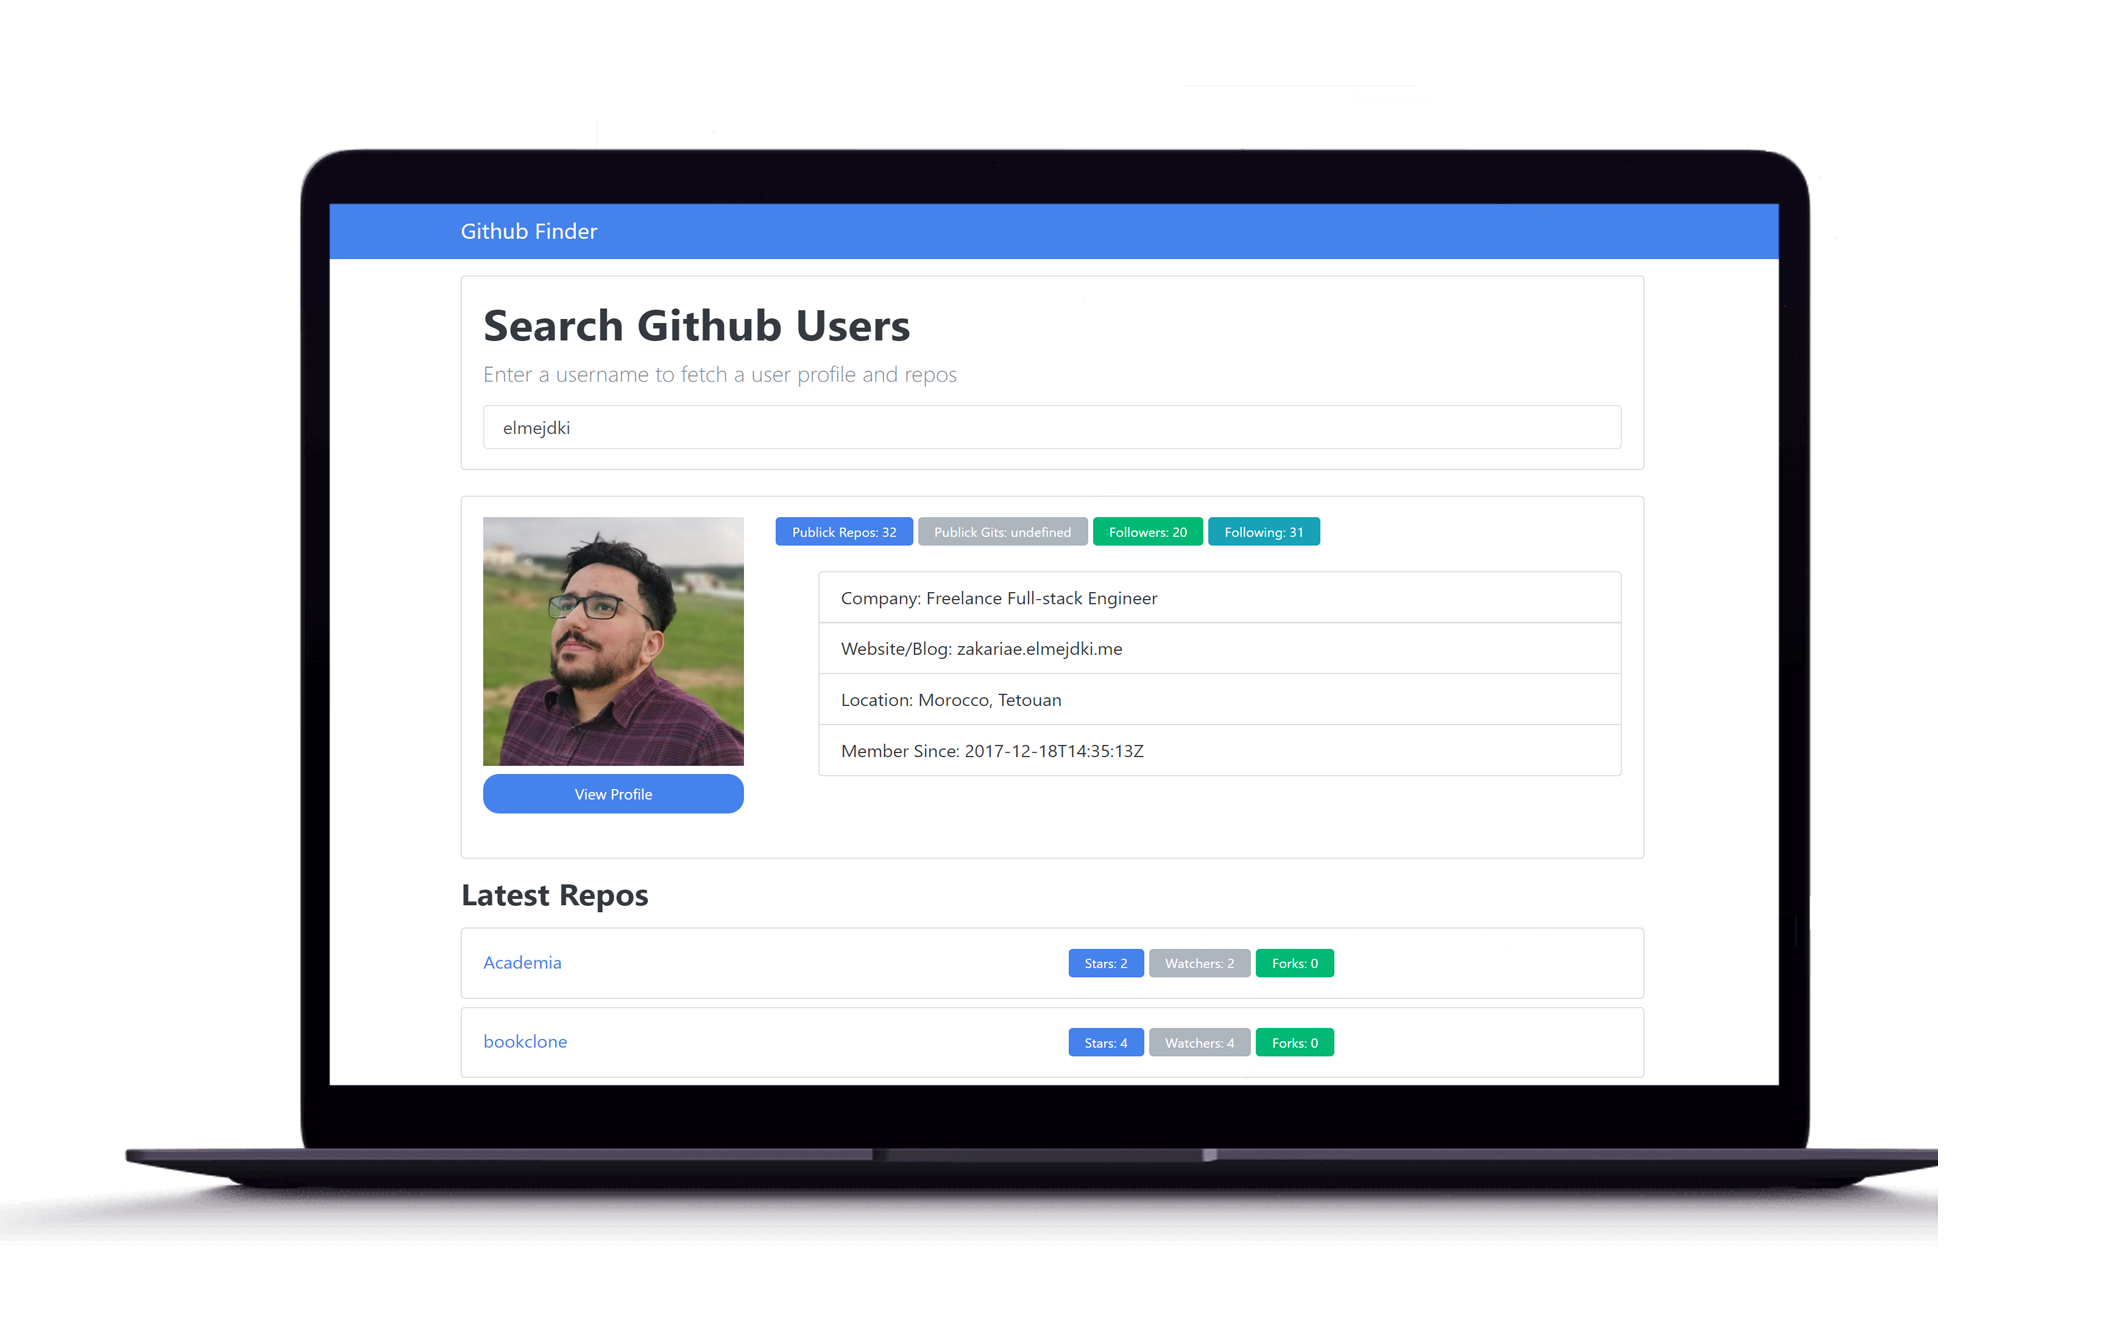 Github Finder
Search Github Users
Enter a username to fetch a user profile and repos
elmejdki
Publick Repos: 32 Publick Gits: undefined Followers: 20 Following: 31
Company: Freelance Full-stack Engineer
Website/Blog: zakariae.elmejdki.me
Location: Morocco, Tetouan
Member Since: 2017-12-18T14:35:13Z
View Profile
Latest Repos
Academia Stars: 2 Watchers: 2 Forks: 0
bookclone Stars: 4 Watchers: 4 Forks: 0